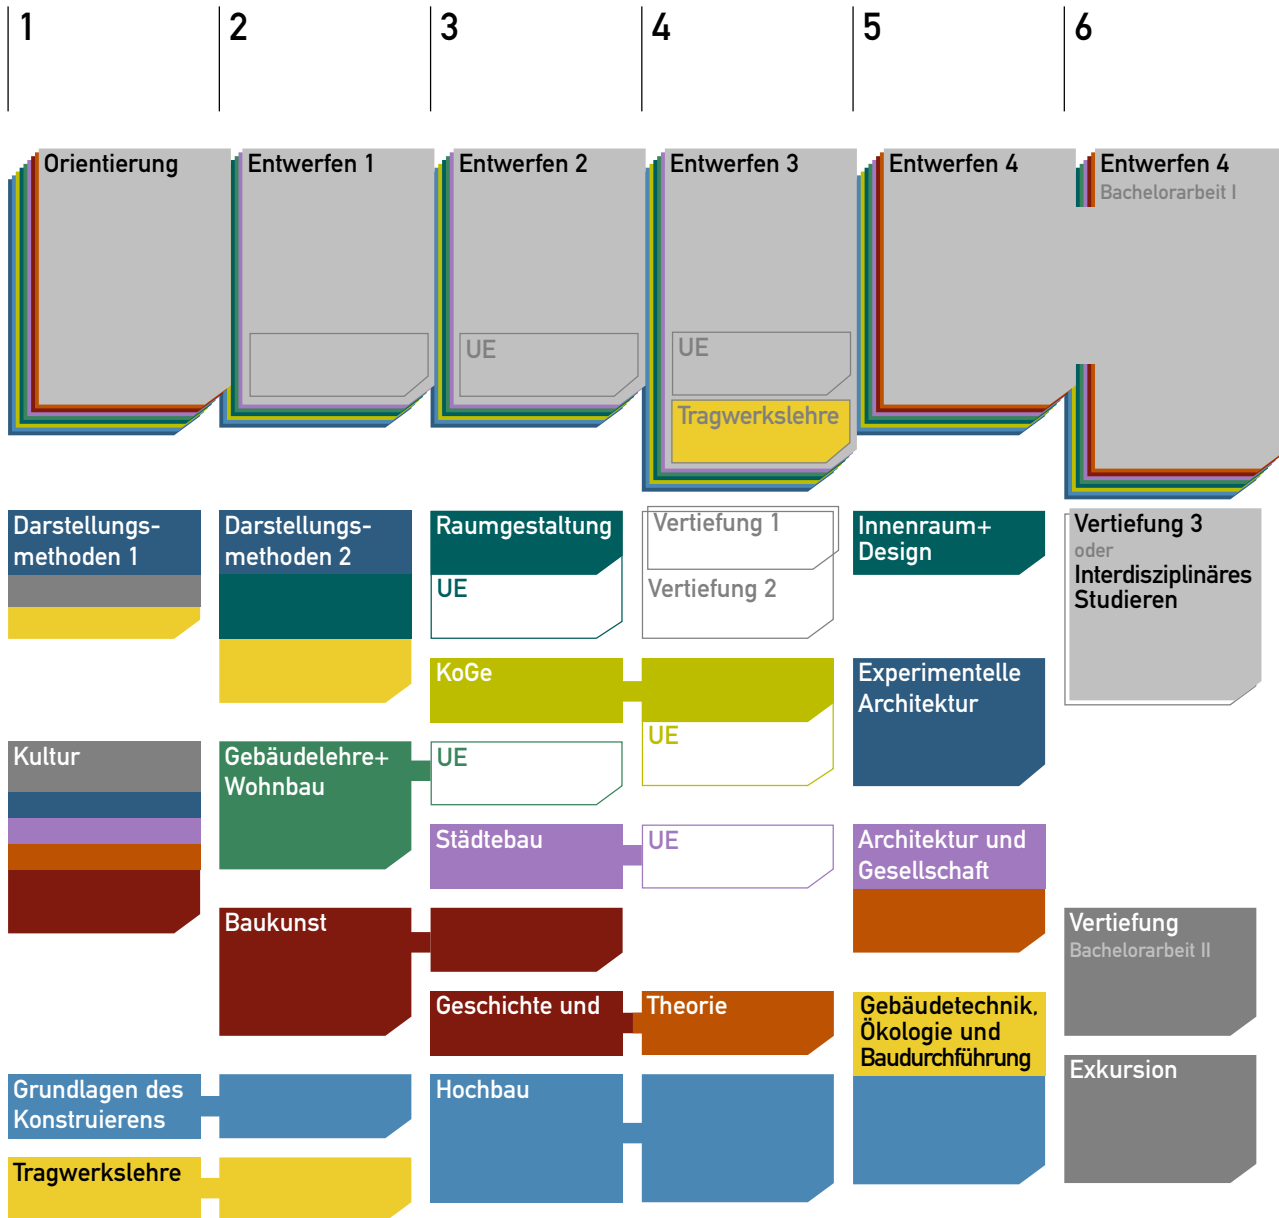 1
2
3
4
5
6
Orientierung
Entwerfen 1
Entwerfen 2
UE
Entwerfen 3
UE
Tragwerkslehre
Entwerfen 4
Entwerfen 4
Bachelorarbeit I
Darstellungs-
methoden 1
Darstellungs-
methoden 2
Raumgestaltung
UE
Vertiefung 1
Vertiefung 2
Innenraum+
Design
Vertiefung 3
oder
Interdisziplinäres
Studieren
KoGe
UE
Experimentelle
Architektur
Kultur
Gebäudelehre+
Wohnbau
UE
Städtebau
UE
Architektur und
Gesellschaft
Baukunst
Vertiefung
Bachelorarbeit II
Geschichte und
Theorie
Gebäudetechnik,
Ökologie und
Baudurchführung
Grundlagen des
Konstruierens
Hochbau
Exkursion
Tragwerkslehre